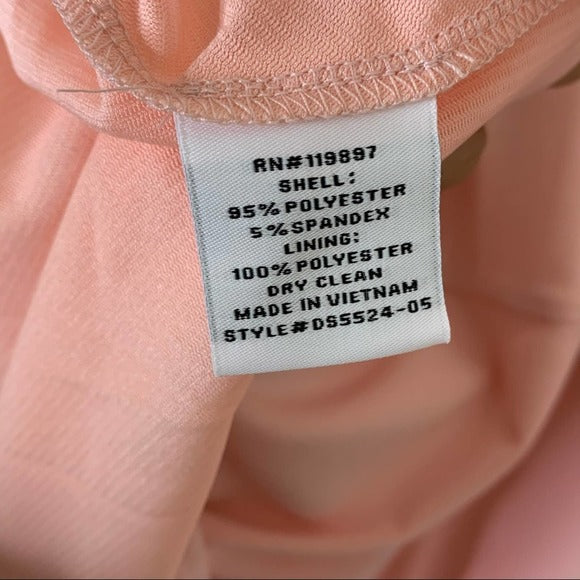 RN#119897
SHELL:
95% POLYESTER
5% SPANDEX
LINING:
100% POLYESTER
DRY CLEAN
MADE IN VIETNAM
STYLE#DS5524-05